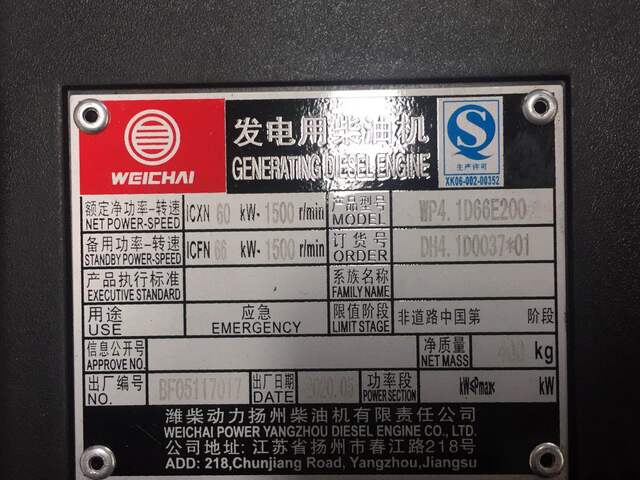 WEICHAI
发电用柴油机
GENERATING DIESEL ENGINE
生产许可
XK06-002-00352
额定净功率-转速 ICXN 60 kW- 1500 r/min 产品型号 WP4.1D66E200
NET POWER-SPEED MODEL
备用功率-转速 ICFN 66 kW- 1500 r/min 订货号 DH4.1D0037*01
STANDBY POWER-SPEED ORDER
产品执行标准 系族名称
EXECUTIVE STANDARD FAMILY NAME
用途 应急 限值阶段 非道路中国第 阶段
USE EMERGENCY LIMIT STAGE
信息公开号 净质量 kg
APPROVE NO. NET MASS
出厂编号 BF05117017 出厂日期 2020.05 功率段 kW≤Pmax< kW
NO. DATE POWER SECTION
潍柴动力扬州柴油机有限责任公司
WEICHAI POWER YANGZHOU DIESEL ENGINE CO., LTD.
公司地址: 江苏省扬州市春江路218号
ADD: 218,Chunjiang Road, Yangzhou,Jiangsu